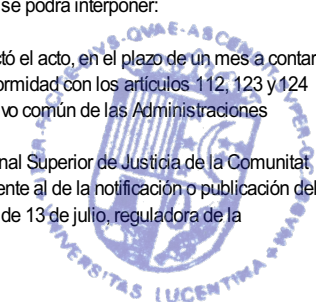 se podrá interponer:
tó el acto, en el plazo de un mes a contar
ormidad con los artículos 112, 123 y 124
vo común de las Administraciones
nal Superior de Justicia de la Comunitat
ente al de la notificación o publicación del
de 13 de julio, reguladora de la
UNIVERSITAS LUCENTINA